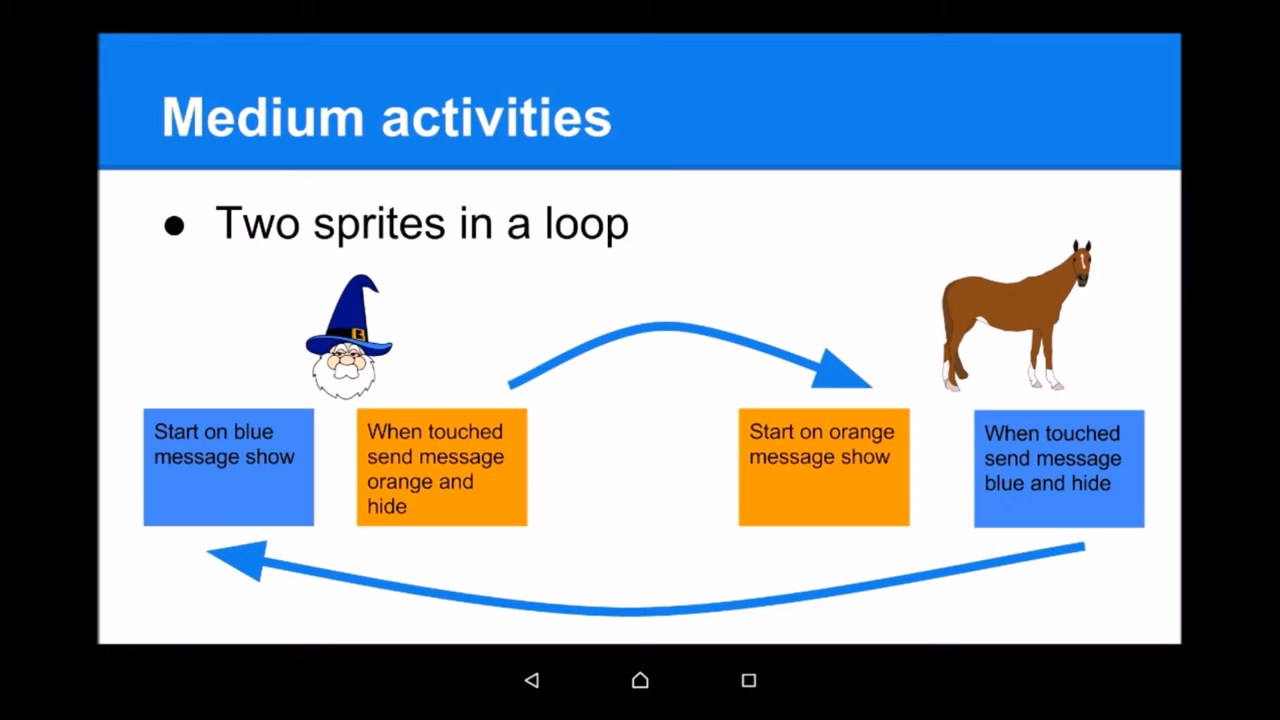 Medium activities
● Two sprites in a loop
Start on blue
message show
When touched
send message
orange and
hide
Start on orange
message show
When touched
send message
blue and hide